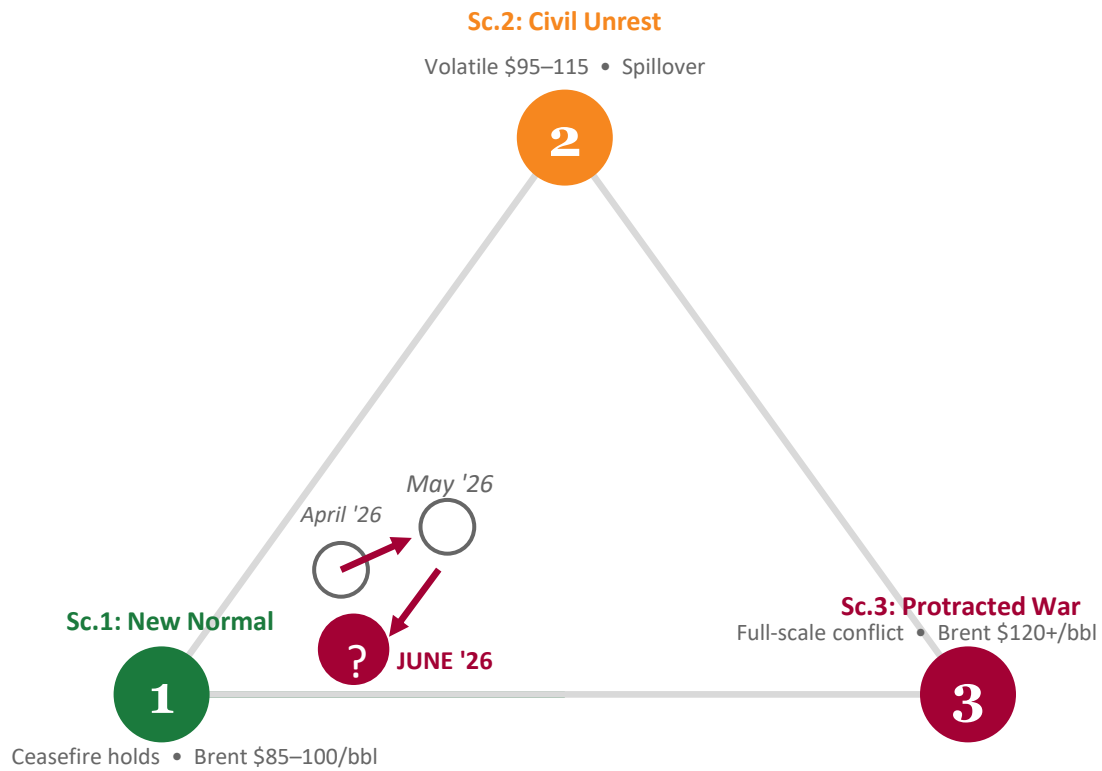 Sc.2: Civil Unrest
Volatile $95–115 • Spillover
2
May '26
April '26
Sc.1: New Normal
Sc.3: Protracted War
Full-scale conflict • Brent $120+/bbl
?
JUNE '26
1
3
Ceasefire holds • Brent $85–100/bbl